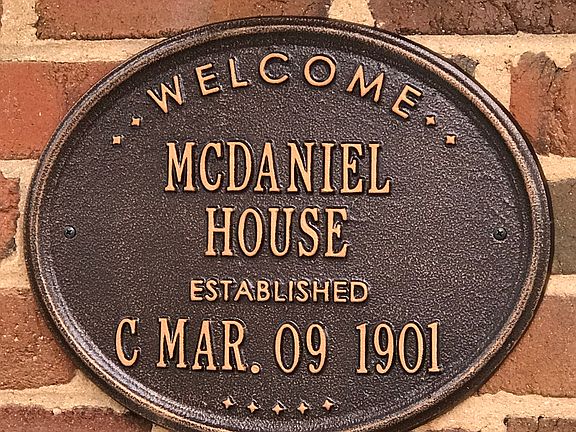 WELCOME
MCDANIEL
HOUSE
ESTABLISHED
C MAR. 09 1901